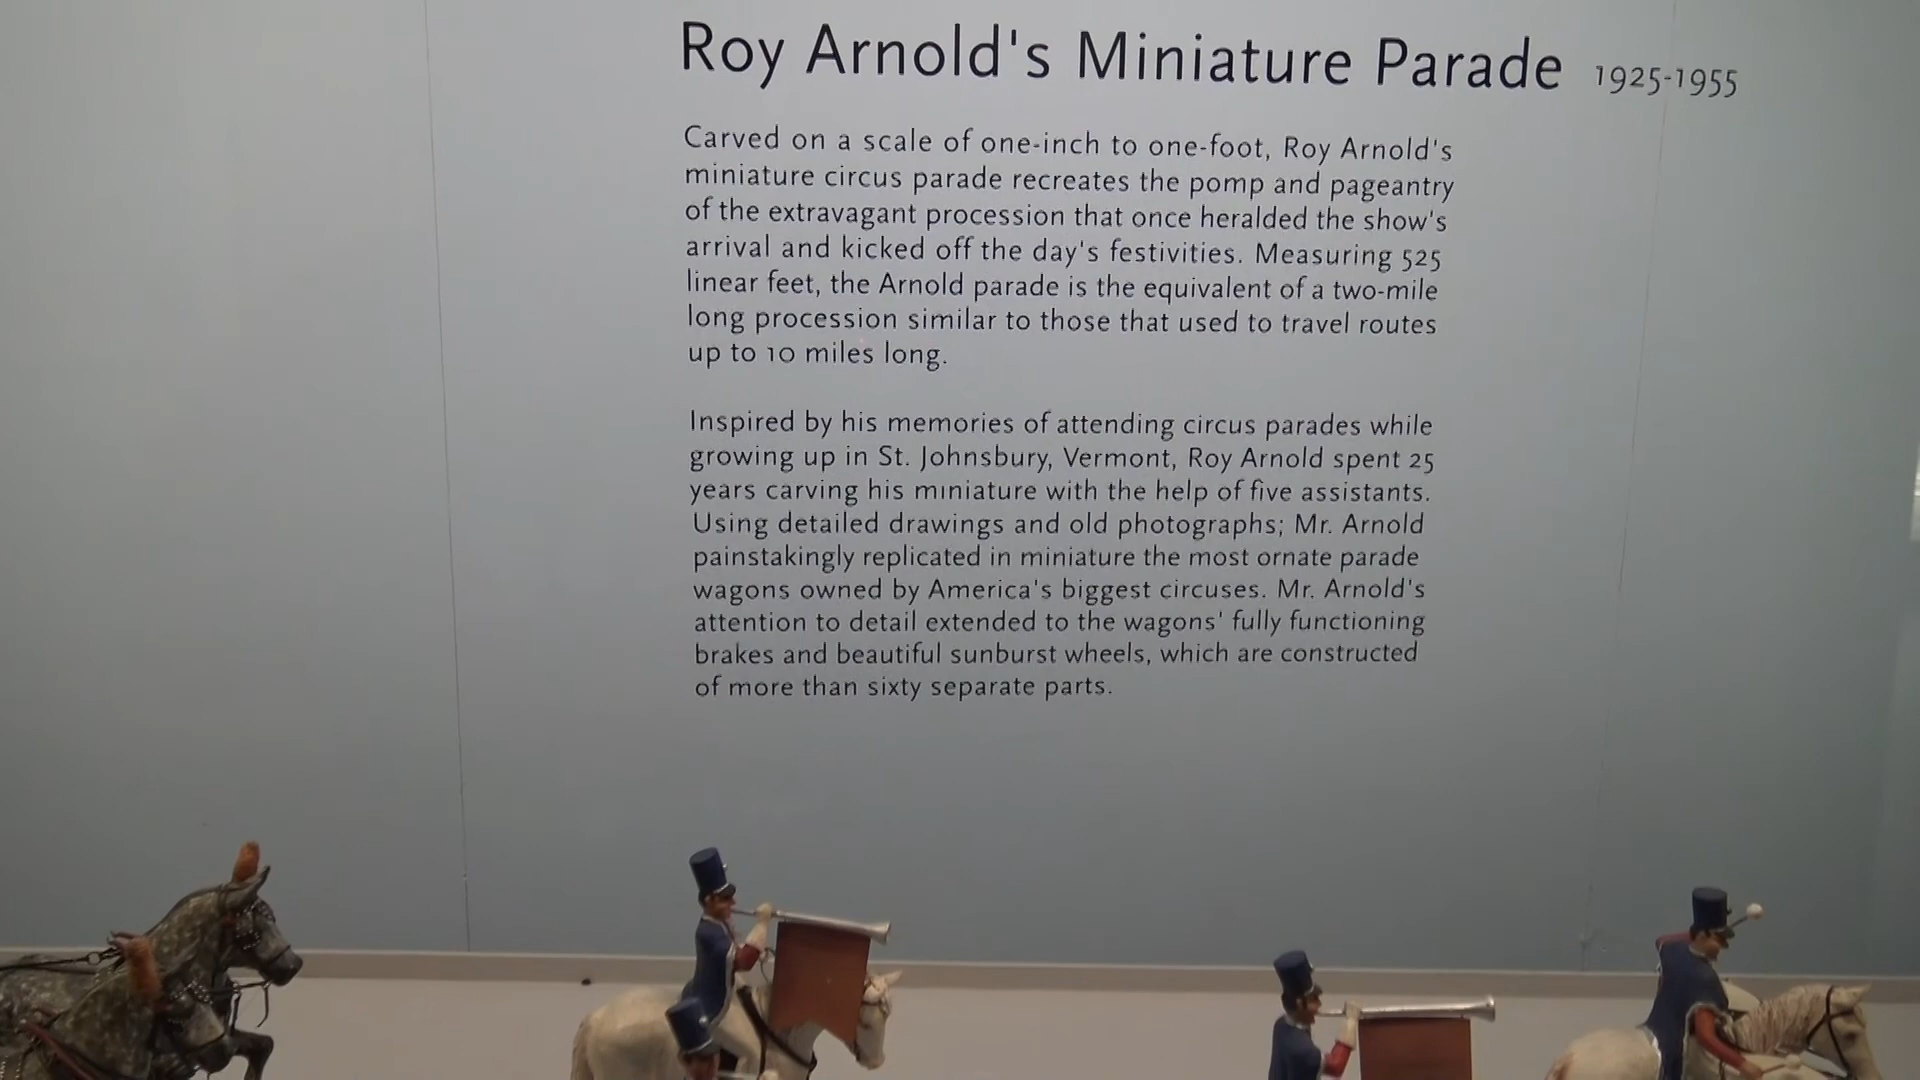 Roy Arnold's Miniature Parade 1925-1955
Carved on a scale of one-inch to one-foot, Roy Arnold's
miniature circus parade recreates the pomp and pageantry
of the extravagant procession that once heralded the show's
arrival and kicked off the day's festivities. Measuring 525
linear feet, the Arnold parade is the equivalent of a two-mile
long procession similar to those that used to travel routes
up to 10 miles long.
Inspired by his memories of attending circus parades while
growing up in St. Johnsbury, Vermont, Roy Arnold spent 25
years carving his miniature with the help of five assistants.
Using detailed drawings and old photographs; Mr. Arnold
painstakingly replicated in miniature the most ornate parade
wagons owned by America's biggest circuses. Mr. Arnold's
attention to detail extended to the wagons' fully functioning
brakes and beautiful sunburst wheels, which are constructed
of more than sixty separate parts.